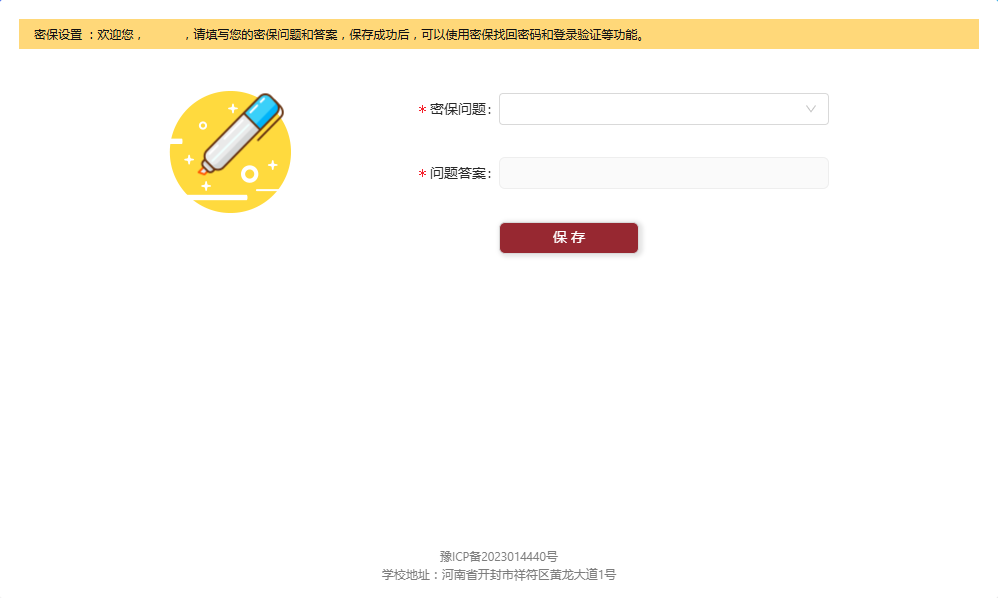 密保设置 ：欢迎您， ，请填写您的密保问题和答案，保存成功后，可以使用密保找回密码和登录验证等功能。
* 密保问题：
* 问题答案：
保 存
豫ICP备2023014440号
学校地址：河南省开封市祥符区黄龙大道1号